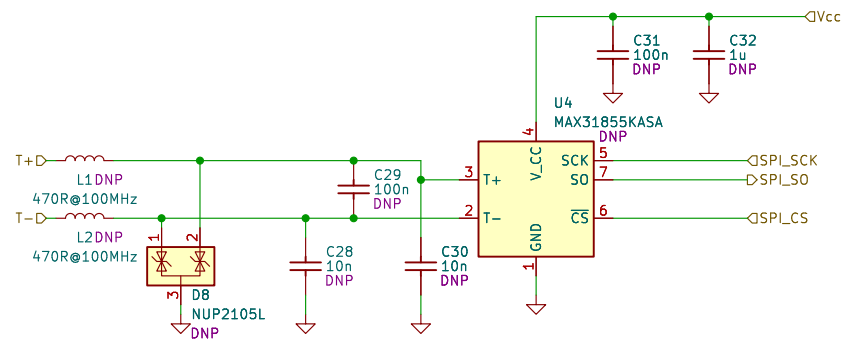 Vcc
C31
100n
DNP
C32
1u
DNP
U4
MAX31855KASA
DNP
4
V_CC
T+
L1 DNP
470R@100MHz
C29
100n
DNP
3
T+
SCK
5
SPI_SCK
SO
7
SPI_SO
T-
L2 DNP
470R@100MHz
2
T-
CS
6
SPI_CS
1
2
3
D8
NUP2105L
DNP
C28
10n
DNP
C30
10n
DNP
GND
1